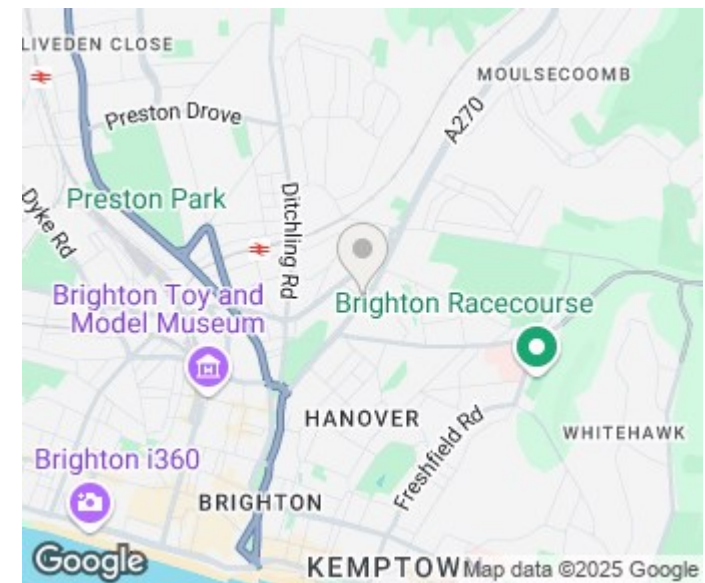 LIVEDEN CLOSE
MOULSECOOMB
Preston Drove
A270
Preston Park
Dyke Rd
Ditchling Rd
Brighton Toy and
Model Museum
Brighton Racecourse
HANOVER
Freshfield Rd
WHITEHAWK
Brighton i360
BRIGHTON
Google
KEMPTOWN
Map data ©2025 Google